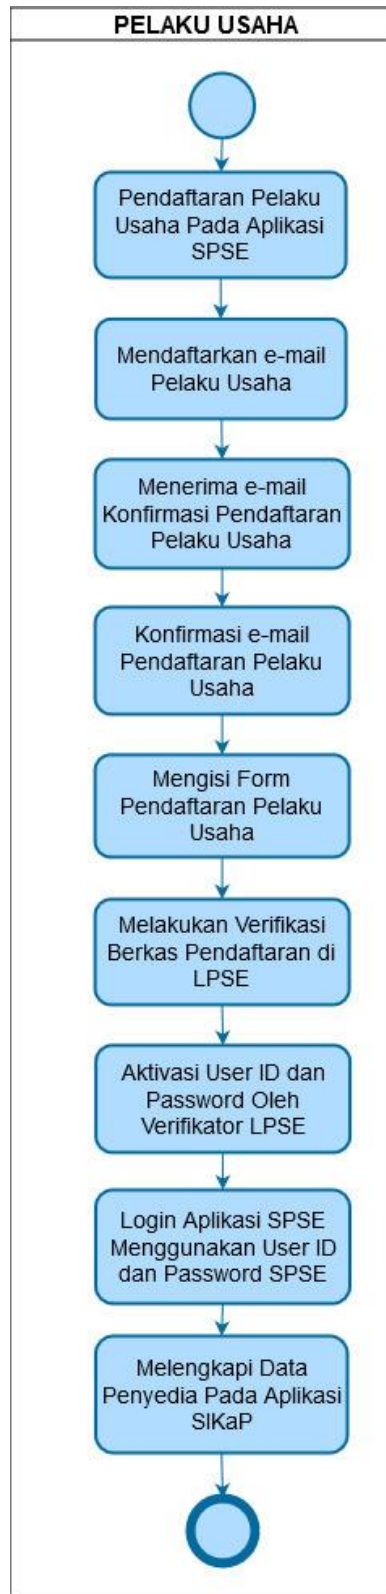 PELAKU USAHA
Pendaftaran Pelaku
Usaha Pada Aplikasi
SPSE
Mendaftarkan e-mail
Pelaku Usaha
Menerima e-mail
Konfirmasi Pendaftaran
Pelaku Usaha
Konfirmasi e-mail
Pendaftaran Pelaku
Usaha
Mengisi Form
Pendaftaran Pelaku
Usaha
Melakukan Verifikasi
Berkas Pendaftaran di
LPSE
Aktivasi User ID dan
Password Oleh
Verifikator LPSE
Login Aplikasi SPSE
Menggunakan User ID
dan Password SPSE
Melengkapi Data
Penyedia Pada Aplikasi
SIKaP